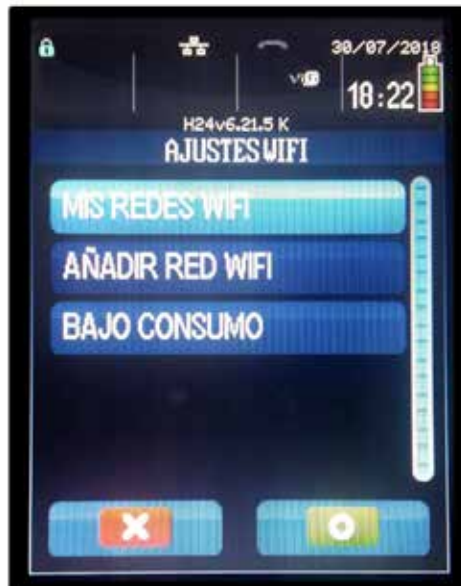 30/07/2018
18:22
H24v6.21.5 K
AJUSTES WIFI
MIS REDES WIFI
AÑADIR RED WIFI
BAJO CONSUMO